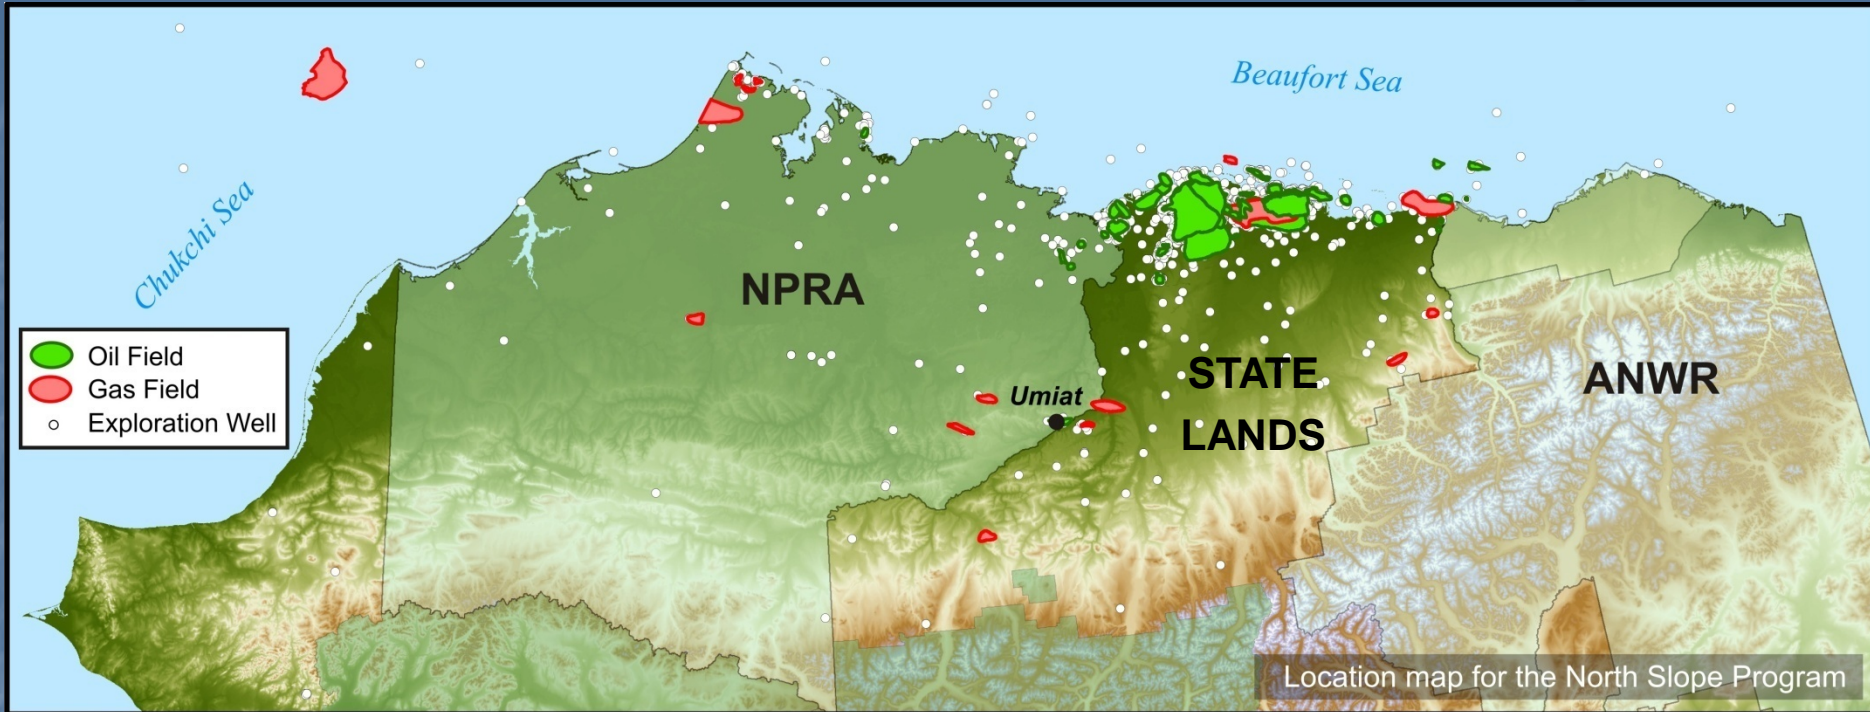 Beaufort Sea
Chukchi Sea
NPRA
Oil Field
Gas Field
Exploration Well
Umiat
STATE
LANDS
ANWR
Location map for the North Slope Program